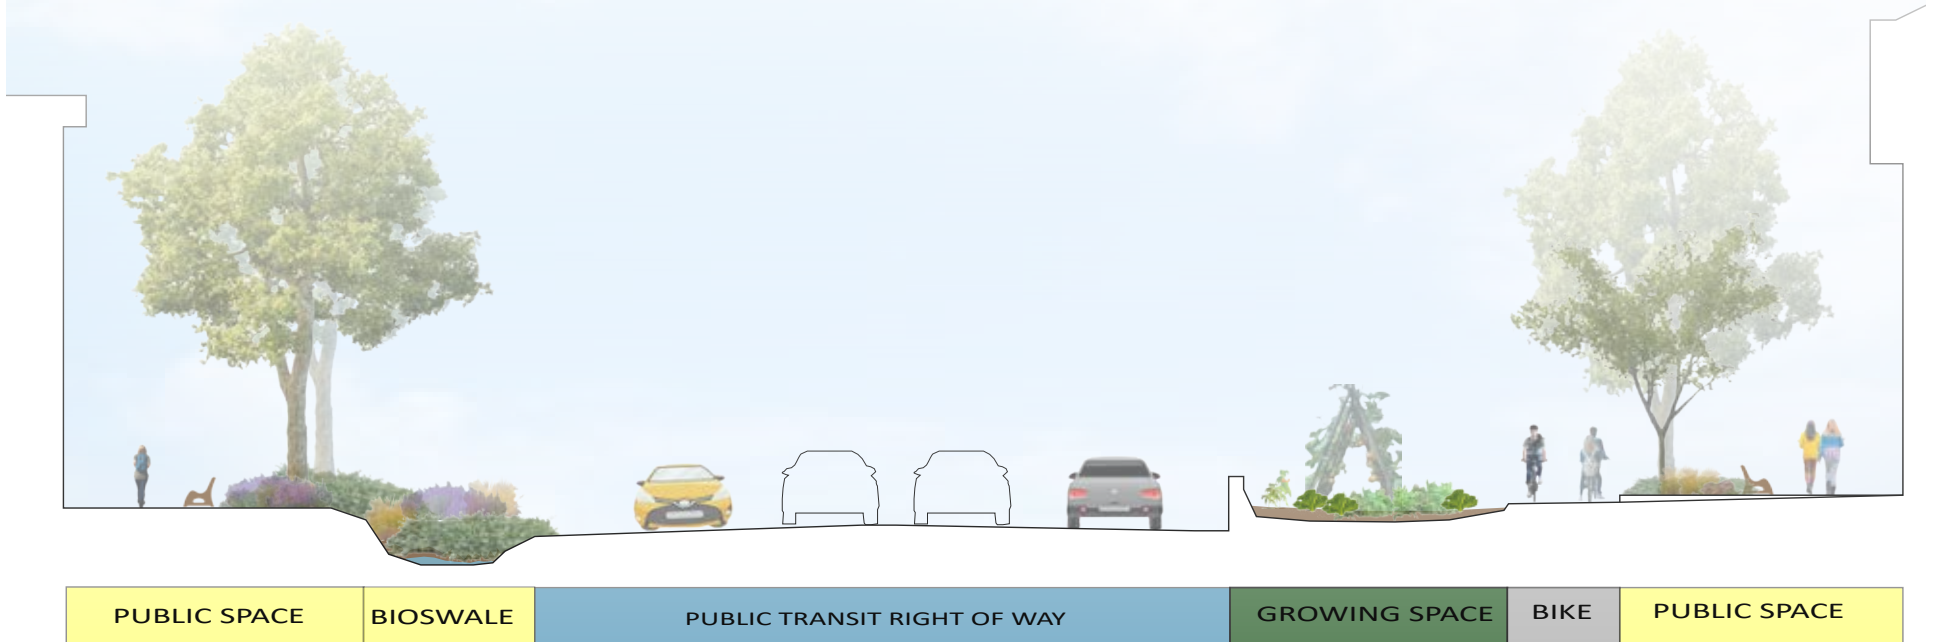 PUBLIC SPACE
BIOSWALE
PUBLIC TRANSIT RIGHT OF WAY
GROWING SPACE
BIKE
PUBLIC SPACE